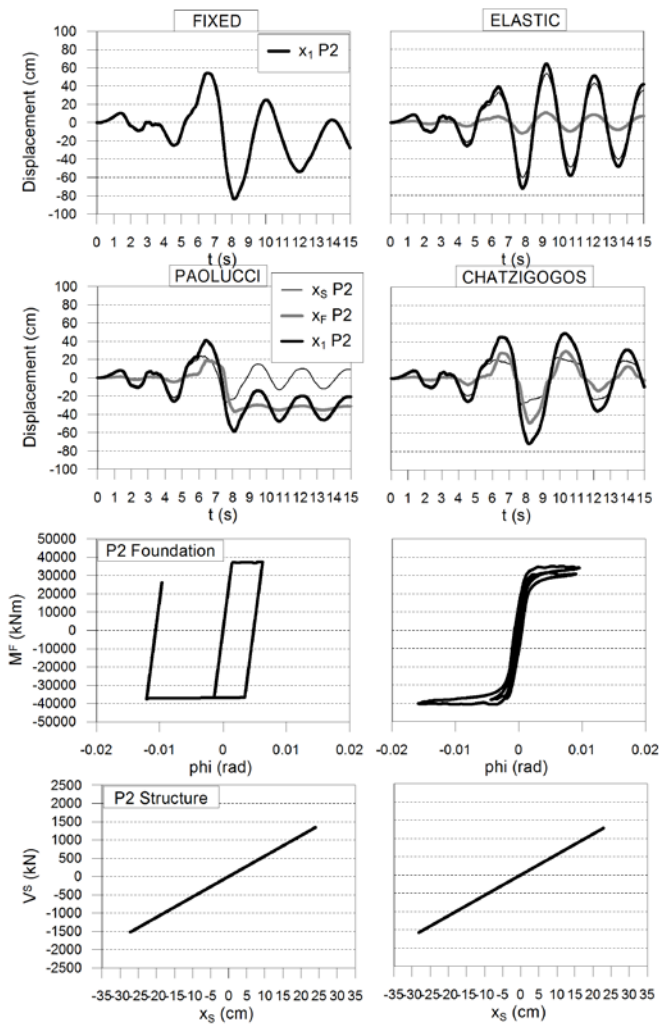 FIXED
ELASTIC
x1 P2
Displacement (cm)
100
80
60
40
20
0
-20
-40
-60
-80
-100
0 1 2 3 4 5 6 7 8 9 10 11 12 13 14 15
t (s)
0 1 2 3 4 5 6 7 8 9 10 11 12 13 14 15
t (s)
PAOLUCCI
CHATZIGOGOS
xS P2
xF P2
x1 P2
Displacement (cm)
100
80
60
40
20
0
-20
-40
-60
-80
-100
0 1 2 3 4 5 6 7 8 9 10 11 12 13 14 15
t (s)
0 1 2 3 4 5 6 7 8 9 10 11 12 13 14 15
t (s)
P2 Foundation
MF (kNm)
50000
40000
30000
20000
10000
0
-10000
-20000
-30000
-40000
-50000
-0.02 -0.01 0 0.01 0.02
phi (rad)
-0.02 -0.01 0 0.01 0.02
phi (rad)
P2 Structure
VS (kN)
2500
2000
1500
1000
500
0
-500
-1000
-1500
-2000
-2500
-35-30-25-20-15-10 -5 0 5 10 15 20 25 30 35
xS (cm)
-35-30-25-20-15-10 -5 0 5 10 15 20 25 30 35
xS (cm)